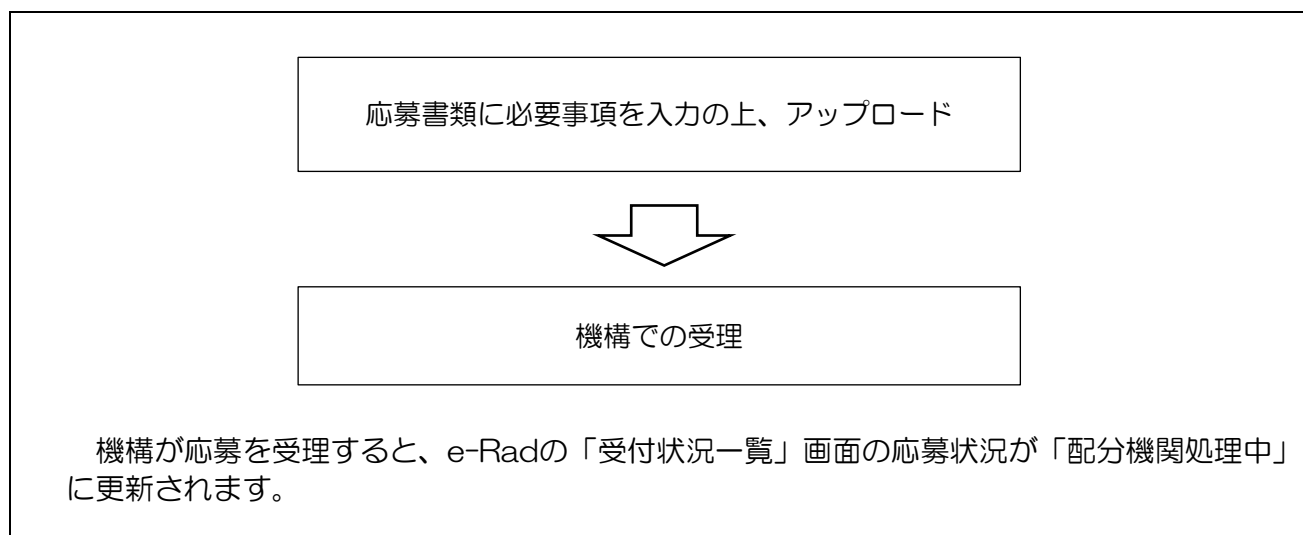 応募書類に必要事項を入力の上、アップロード
機構での受理
機構が応募を受理すると、e-Radの「受付状況一覧」画面の応募状況が「配分機関処理中」
に更新されます。